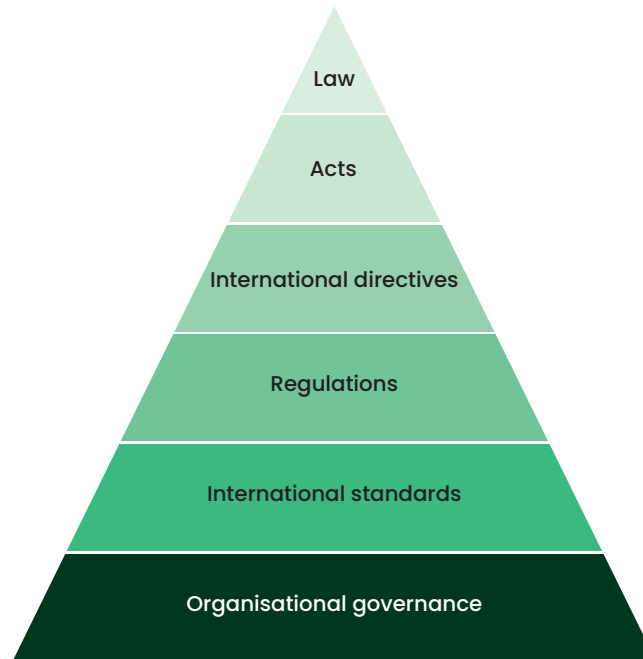 Law
Acts
International directives
Regulations
International standards
Organisational governance